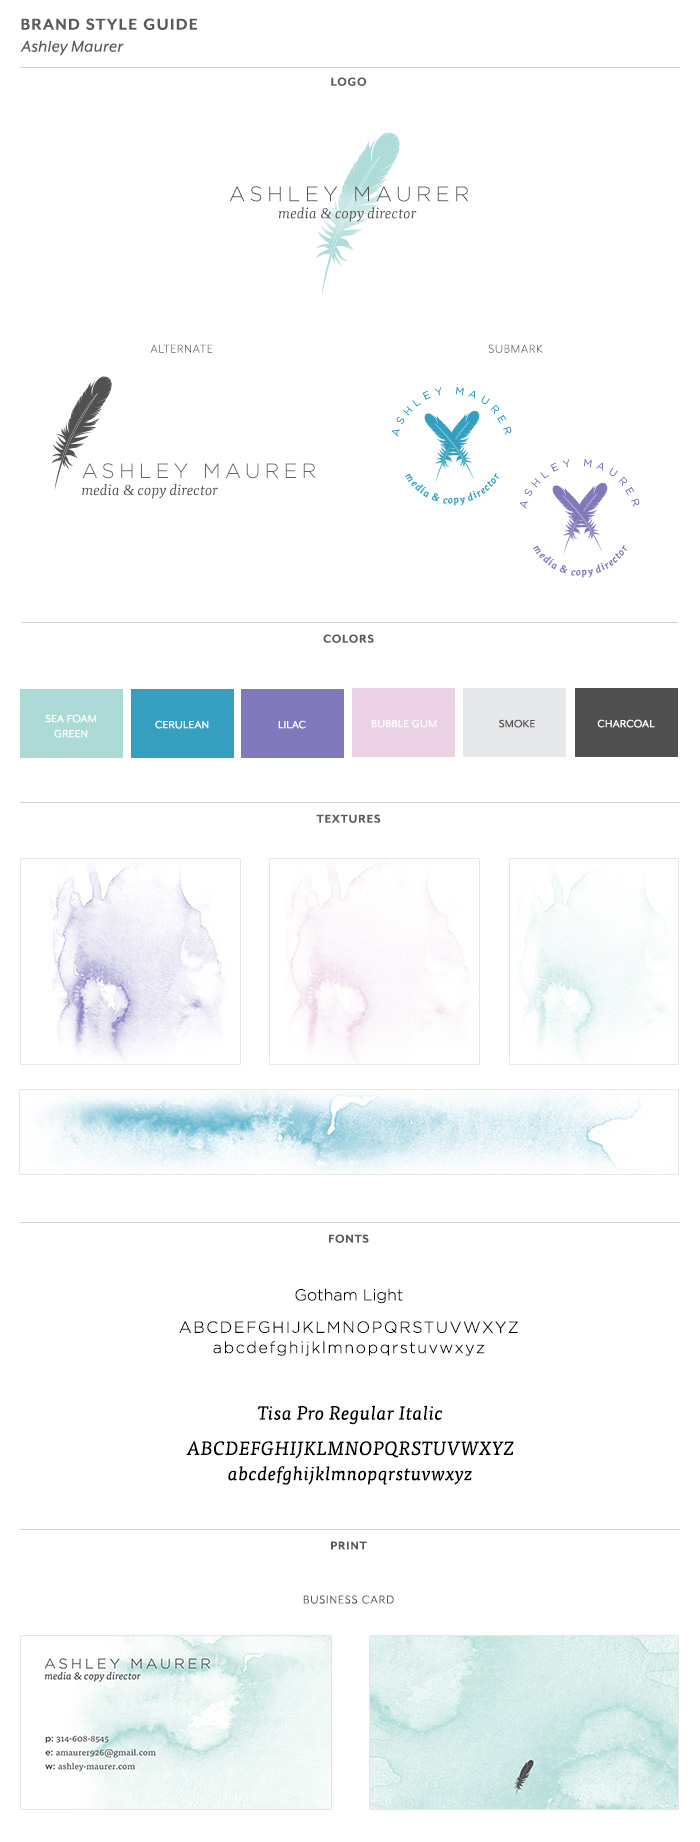 BRAND STYLE GUIDE
Ashley Maurer
LOGO
ASHLEY MAURER
media & copy director
ALTERNATE
SUBMARK
ASHLEY MAURER
media & copy director
ASHLEY MAURER
media & copy director
ASHLEY MAURER
media & copy director
COLORS
SEA FOAM
GREEN
CERULEAN
LILAC
BUBBLE GUM
SMOKE
CHARCOAL
TEXTURES
FONTS
Gotham Light
ABCDEFGHIJKLMNOPQRSTUVWXYZ
abcdefghijklmnopqrstuvwxyz
Tisa Pro Regular Italic
ABCDEFGHIJKLMNOPQRSTUVWXYZ
abcdefghijklmnopqrstuvwxyz
PRINT
BUSINESS CARD
ASHLEY MAURER
media & copy director
p: 314-608-8545
e: amaurer926@gmail.com
w: ashley-maurer.com